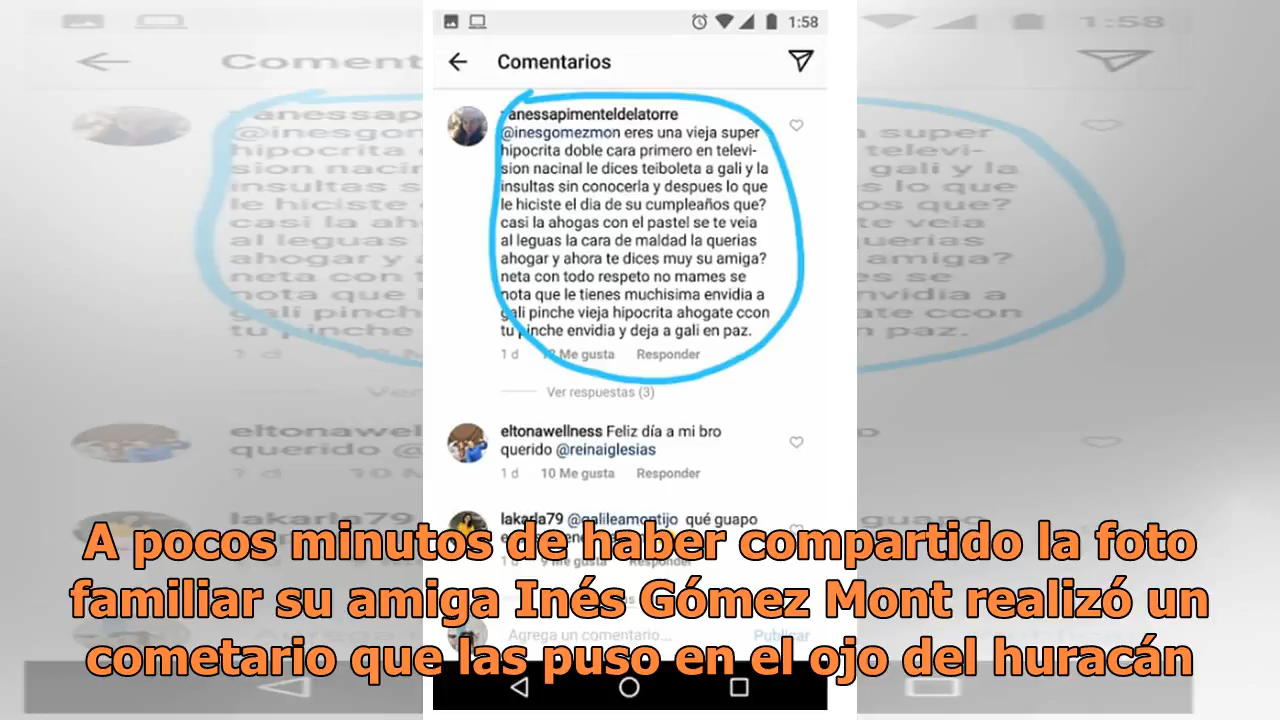 1:58
Comentarios
vanessapimenteldelatorre
@inesgomezmon eres una vieja super
hipocrita doble cara primero en televi-
sion nacinal le dices teiboleta a gali y la
insultas sin conocerla y despues lo que
le hiciste el dia de su cumpleaños que?
casi la ahogas con el pastel se te veia
al leguas la cara de maldad la querias
ahogar y ahora te dices muy su amiga?
neta con todo respeto no mames se
nota que le tienes muchisima envidia a
gali pinche vieja hipocrita ahogate ccon
tu pinche envidia y deja a gali en paz.
1 d Me gusta Responder
Ver respuestas (3)
eltonawellness Feliz día a mi bro
querido @reinaiglesias
1 d 10 Me gusta Responder
lakarla79 @galileamontijo qué guapo
1 d 9 Me gusta Responder
Agrega un comentario... Publicar
A pocos minutos de haber compartido la foto
familiar su amiga Inés Gómez Mont realizó un
cometario que las puso en el ojo del huracán